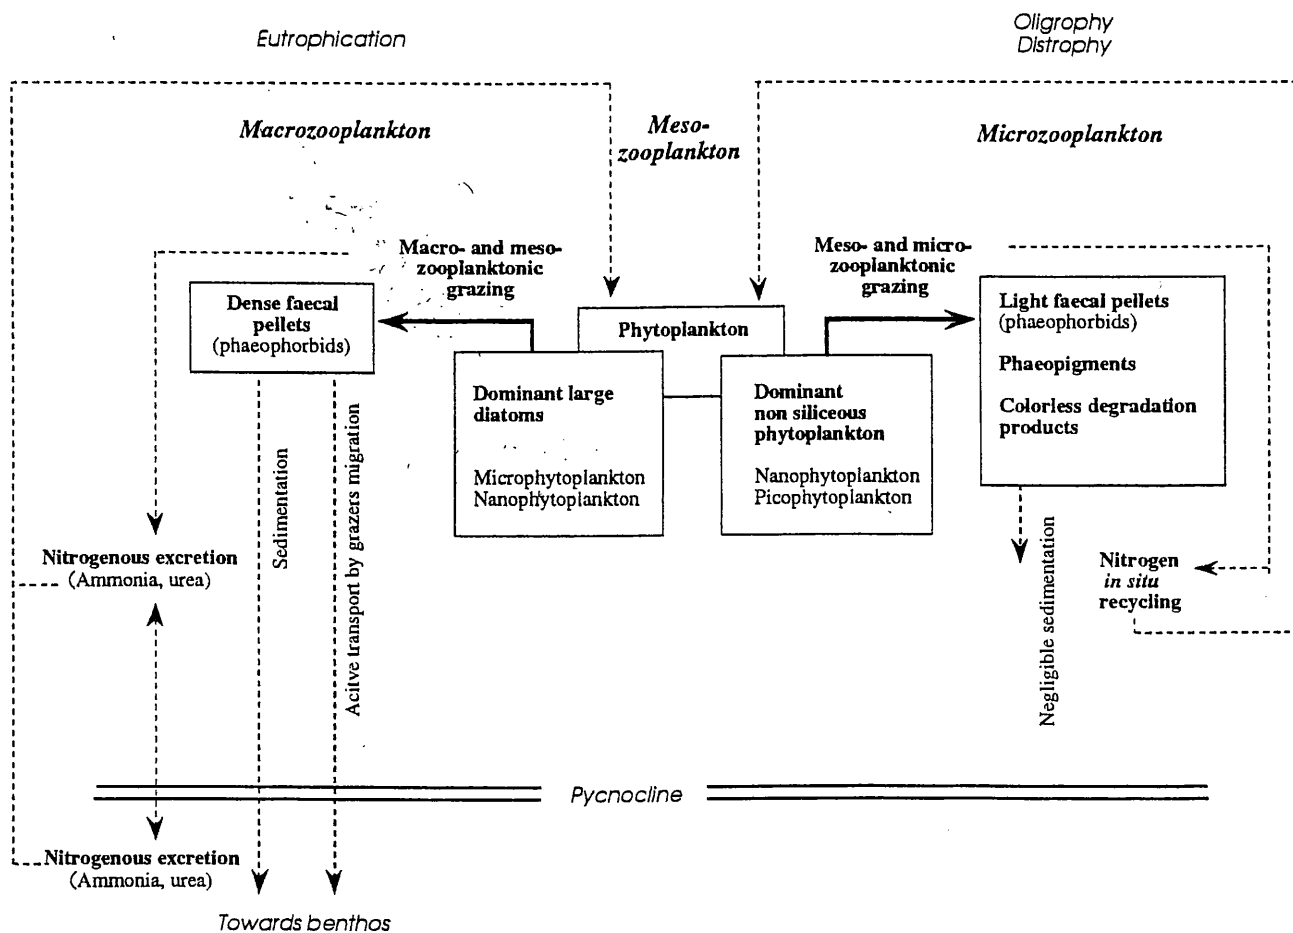 Eutrophication
Oligrophy
Distrophy
Macrozooplankton
Meso-
zooplankton
Microzooplankton
Macro- and meso-
zooplanktonic
grazing
Meso- and micro-
zooplanktonic
grazing
Dense faecal
pellets
(phaeophorbids)
Phytoplankton
Light faecal pellets
(phaeophorbids)
Phaeopigments
Colorless degradation
products
Dominant large
diatoms
Microphytoplankton
Nanophytoplankton
Dominant
non siliceous
phytoplankton
Nanophytoplankton
Picophytoplankton
Sedimentation
Acitve transport by grazers migration
Negligible sedimentation
Nitrogenous excretion
(Ammonia, urea)
Nitrogen
in situ
recycling
Pycnocline
Nitrogenous excretion
(Ammonia, urea)
Towards benthos